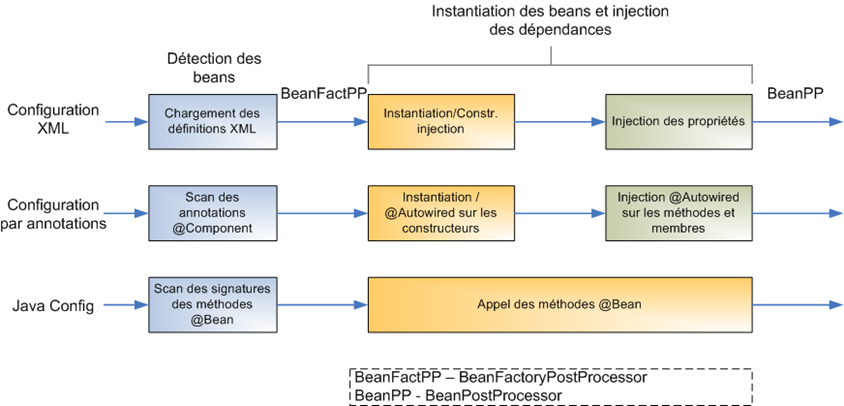 Instantiation des beans et injection
des dépendances
Détection des
beans
BeanFactPP
BeanPP
Configuration
XML
Chargement des
définitions XML
Instantiation/Constr.
injection
Injection des propriétés
Configuration
par annotations
Scan des
annotations
@Component
Instantiation /
@Autowired sur les
constructeurs
Injection @Autowired
sur les méthodes et
membres
Java Config
Scan des signatures
des méthodes
@Bean
Appel des méthodes @Bean
BeanFactPP – BeanFactoryPostProcessor
BeanPP - BeanPostProcessor